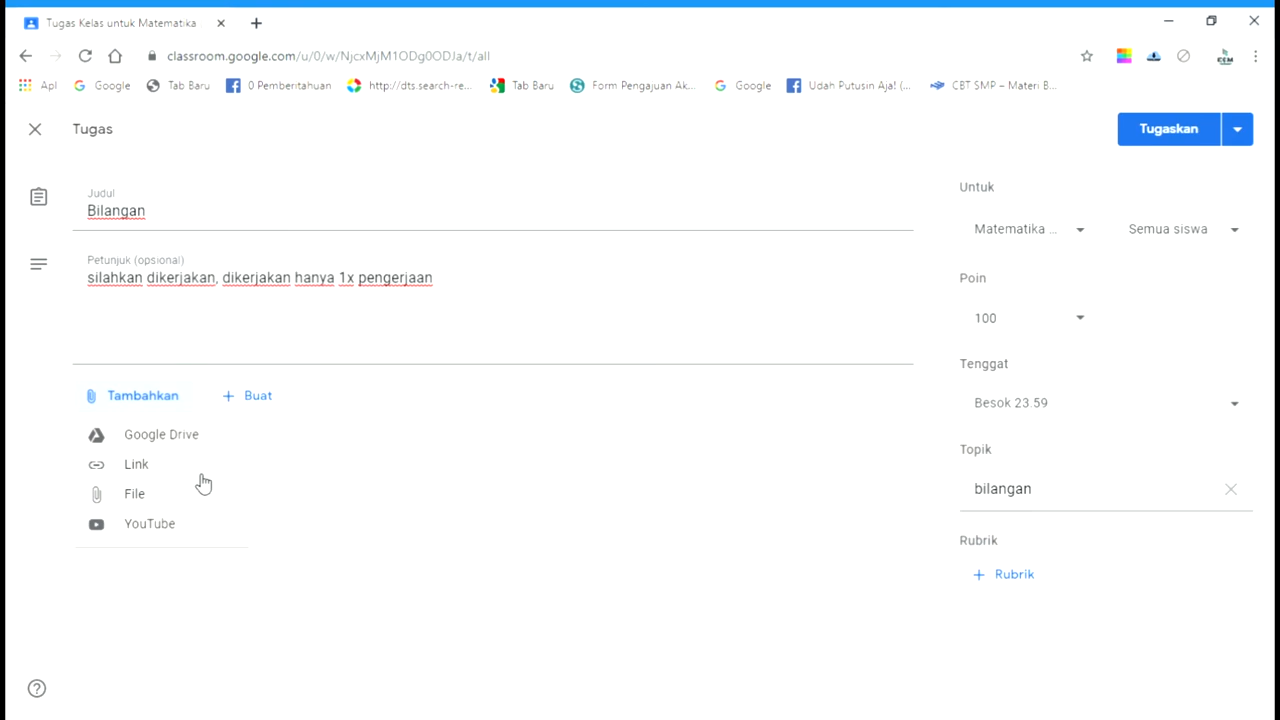 Tugas Kelas untuk Matematika
classroom.google.com/u/0/w/NjcxMjM1ODg0ODJa/t/all
Apl Google Tab Baru 0 Pemberitahuan http://dts.search-re... Tab Baru Form Pengajuan Ak... Google Udah Putusin Aja! (... CBT SMP – Materi B...
Tugas
Tugaskan
Judul
Bilangan
Petunjuk (opsional)
silahkan dikerjakan, dikerjakan hanya 1x pengerjaan
Tambahkan
Buat
Google Drive
Link
File
YouTube
Untuk
Matematika ... Semua siswa
Poin
100
Tenggat
Besok 23.59
Topik
bilangan
Rubrik
Rubrik